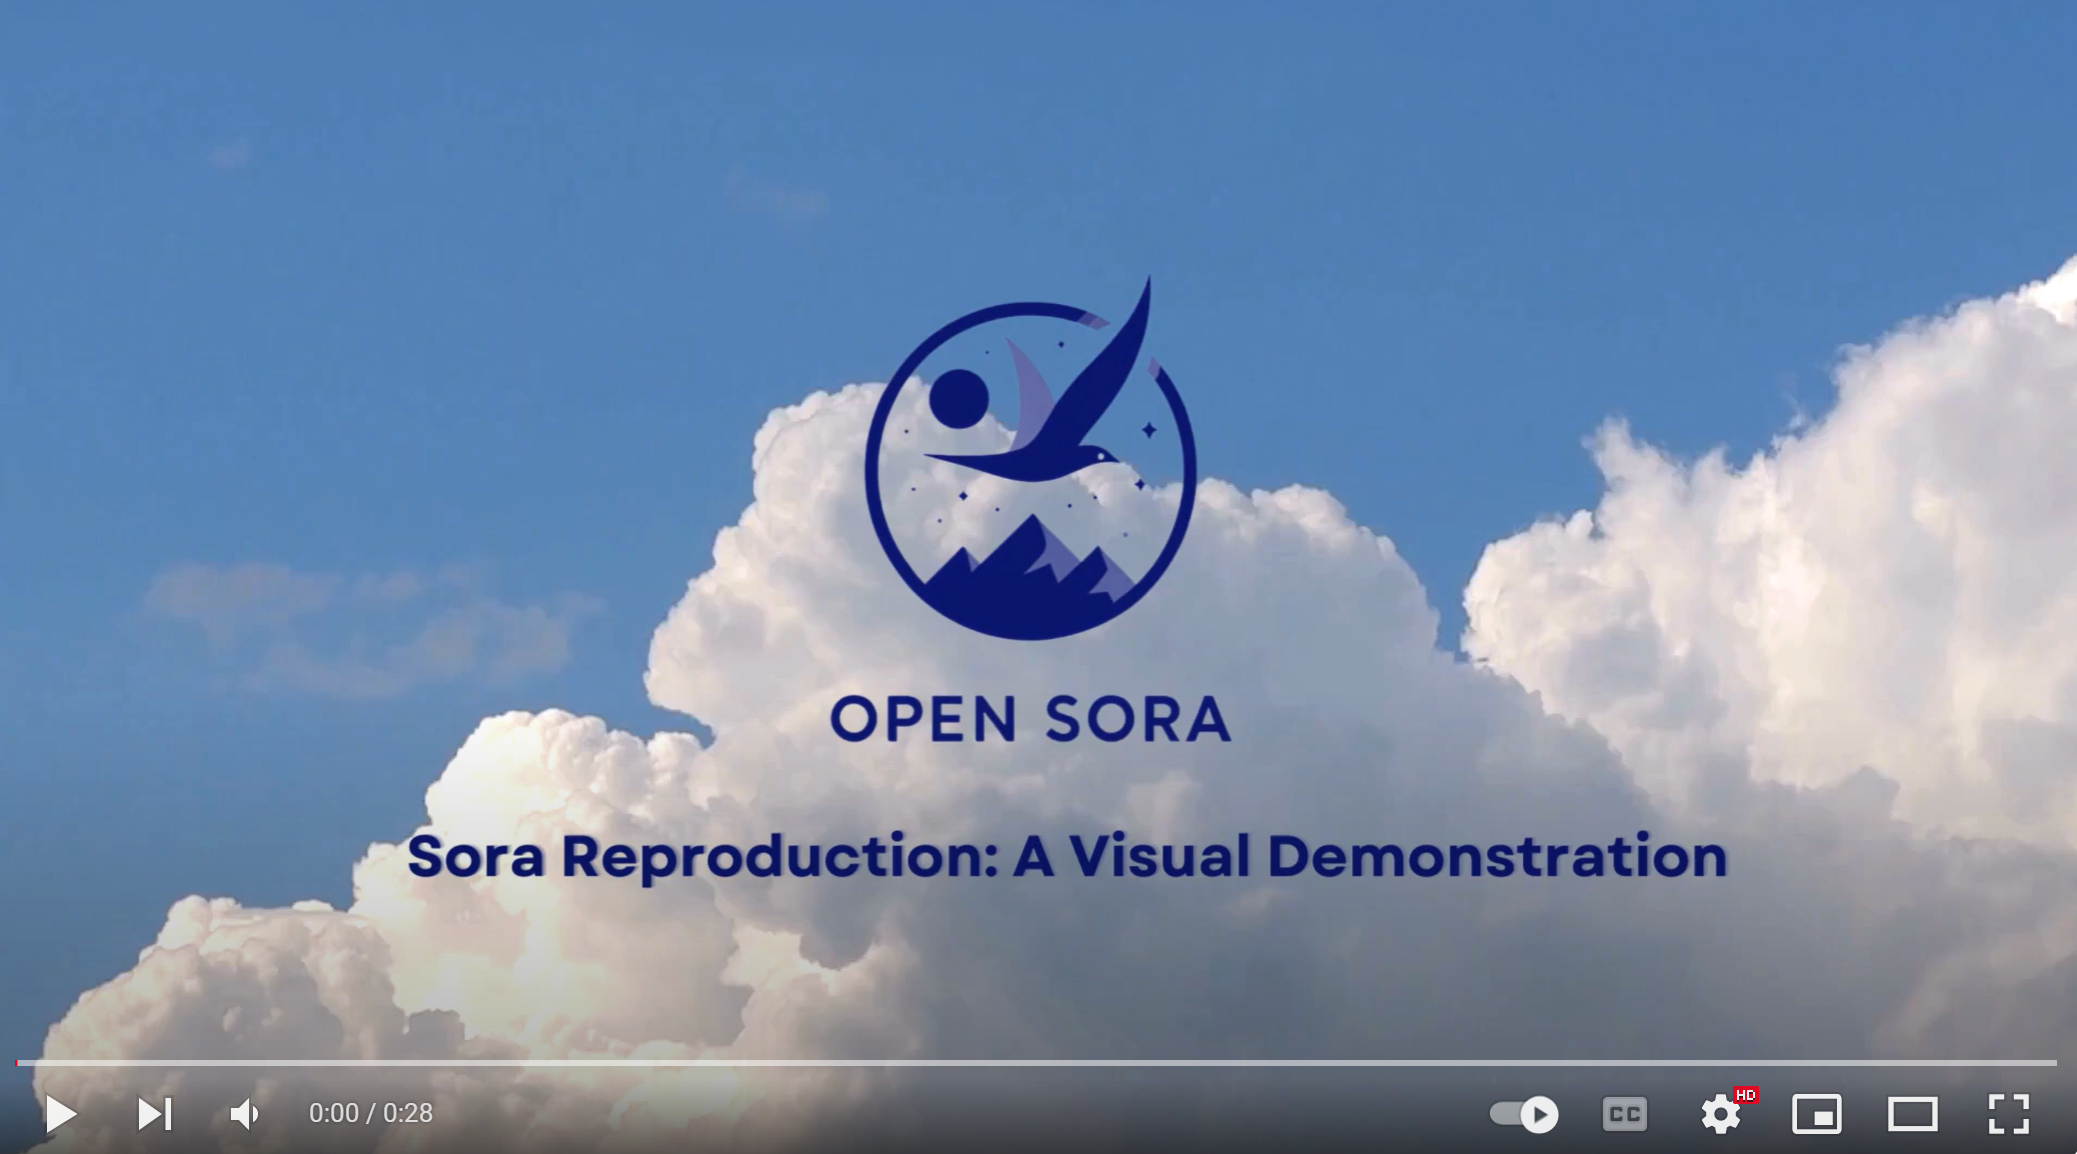 OPEN SORA
Sora Reproduction: A Visual Demonstration
0:00 / 0:28
CC
HD